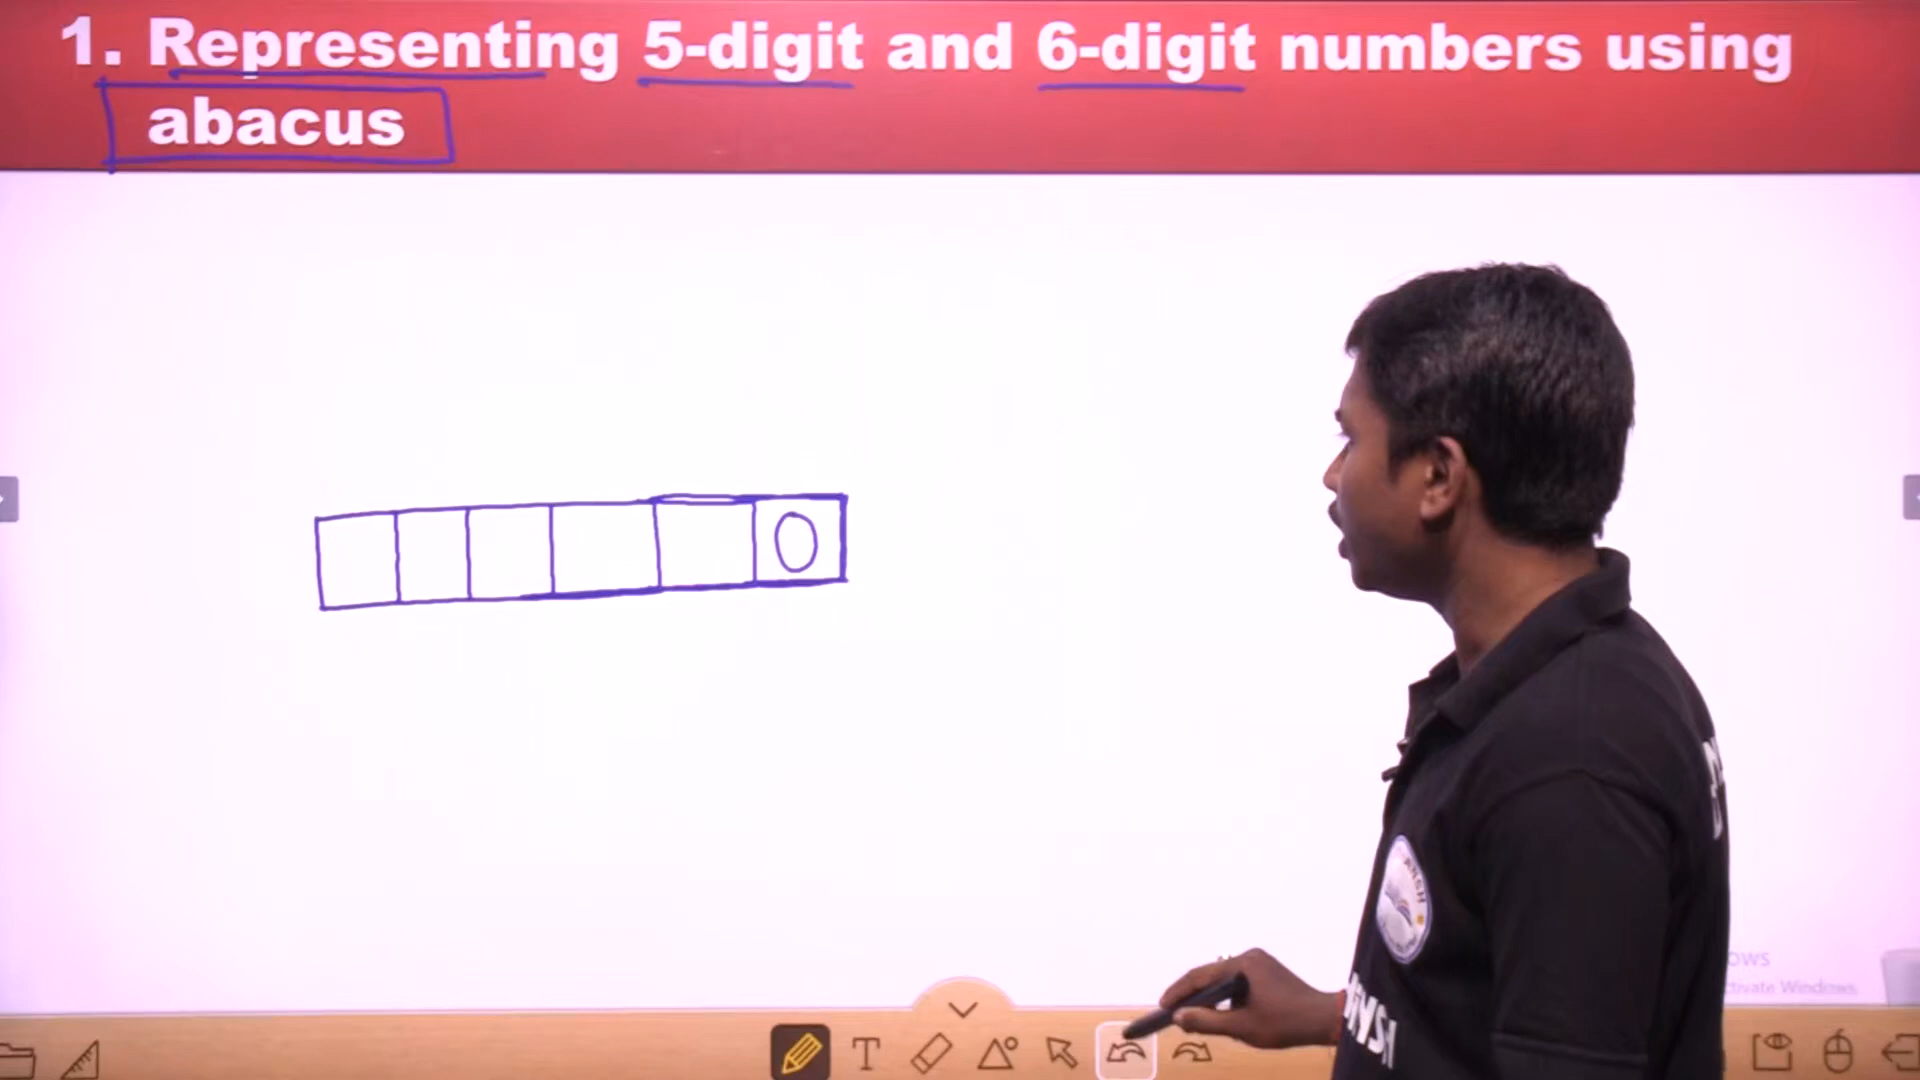 1. Representing 5-digit and 6-digit numbers using
abacus
0
T